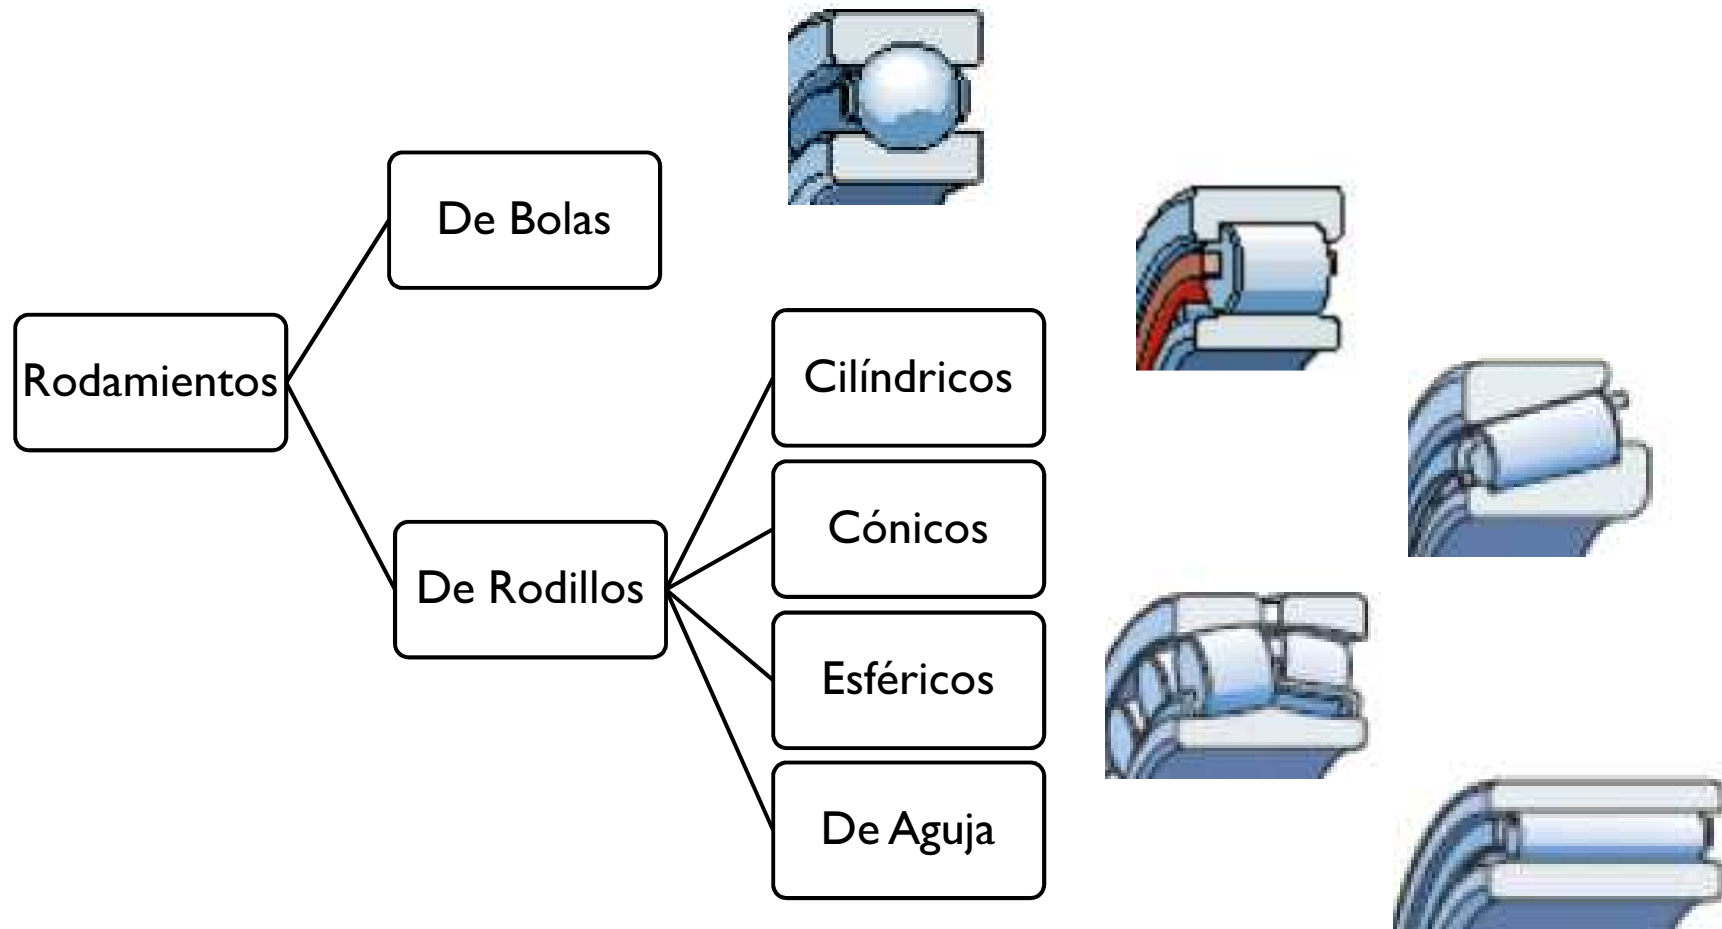 De Bolas
Rodamientos
Cilíndricos
Cónicos
De Rodillos
Esféricos
De Aguja